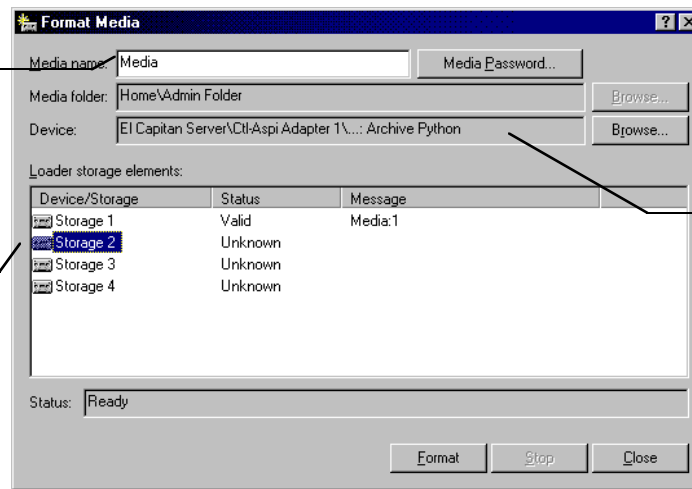 Format Media
Media name: Media Media Password...
Media folder: Home\Admin Folder Browse...
Device: El Capitan Server\Ctl-Aspi Adapter 1\...: Archive Python Browse...
Loader storage elements:
Device/Storage Status Message
Storage 1 Valid Media:1
Storage 2 Unknown
Storage 3 Unknown
Storage 4 Unknown
Status: Ready
Format Stop Close